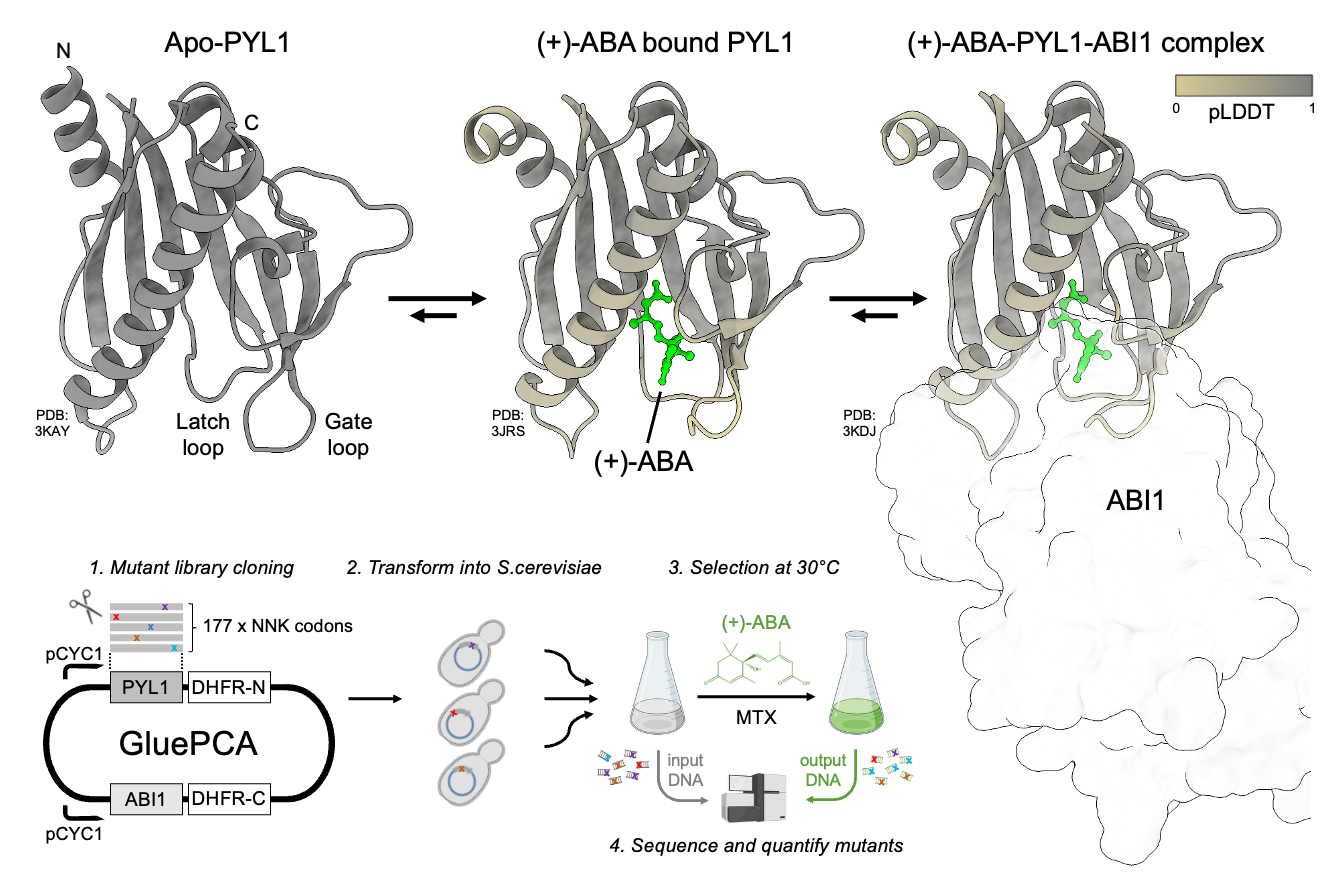 Apo-PYL1
(+)-ABA bound PYL1
(+)-ABA-PYL1-ABI1 complex
N
C
0
1
pLDDT
PDB:
3KAY
Latch
loop
Gate
loop
PDB:
3JRS
(+)-ABA
PDB:
3KDJ
ABI1
1. Mutant library cloning
2. Transform into S.cerevisiae
3. Selection at 30°C
177 x NNK codons
pCYC1
PYL1
DHFR-N
GluePCA
ABI1
DHFR-C
pCYC1
x
x
x
x
x
x
x
x
(+)-ABA
OH
O
O
OH
MTX
input
DNA
output
DNA
4. Sequence and quantify mutants